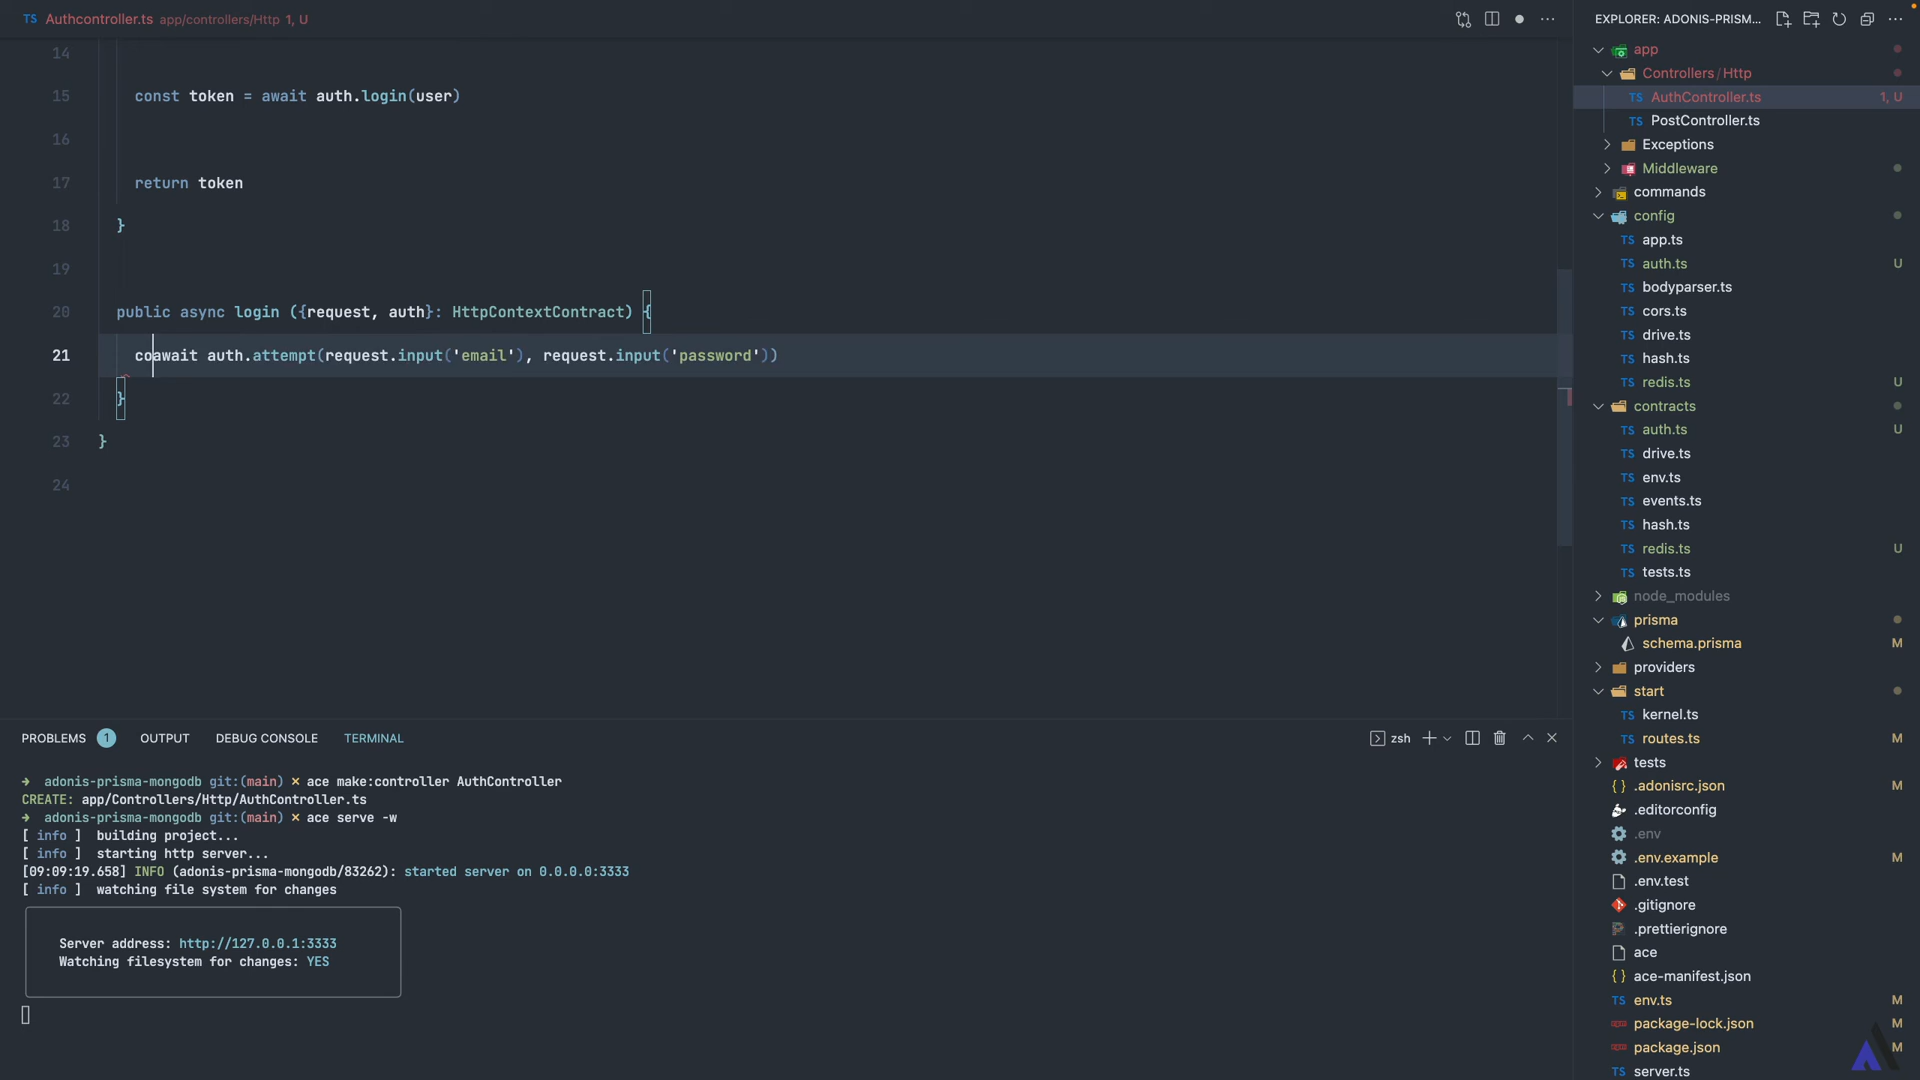 TS Authcontroller.ts app/controllers/Http 1, U
14
15 const token = await auth.login(user)
16
17 return token
18 }
19
20 public async login ({request, auth}: HttpContextContract) {
21 coawait auth.attempt(request.input('email'), request.input('password'))
22 }
23 }
24
PROBLEMS 1 OUTPUT DEBUG CONSOLE TERMINAL zsh
➜ adonis-prisma-mongodb git:(main) ✗ ace make:controller AuthController
CREATE: app/Controllers/Http/AuthController.ts
➜ adonis-prisma-mongodb git:(main) ✗ ace serve -w
[ info ] building project...
[ info ] starting http server...
[09:09:19.658] INFO (adonis-prisma-mongodb/83262): started server on 0.0.0.0:3333
[ info ] watching file system for changes
Server address: http://127.0.0.1:3333
Watching filesystem for changes: YES
EXPLORER: ADONIS-PRISM...
app
Controllers / Http
TS AuthController.ts 1, U
TS PostController.ts
Exceptions
Middleware
commands
config
TS app.ts
TS auth.ts U
TS bodyparser.ts
TS cors.ts
TS drive.ts
TS hash.ts
TS redis.ts U
contracts
TS auth.ts U
TS drive.ts
TS env.ts
TS events.ts
TS hash.ts
TS redis.ts U
TS tests.ts
node_modules
prisma
schema.prisma M
providers
start
TS kernel.ts
TS routes.ts M
tests
{} .adonisrc.json M
.editorconfig
.env
.env.example M
.env.test
.gitignore
.prettierignore
ace
{} ace-manifest.json
TS env.ts M
package-lock.json M
package.json M
TS server.ts